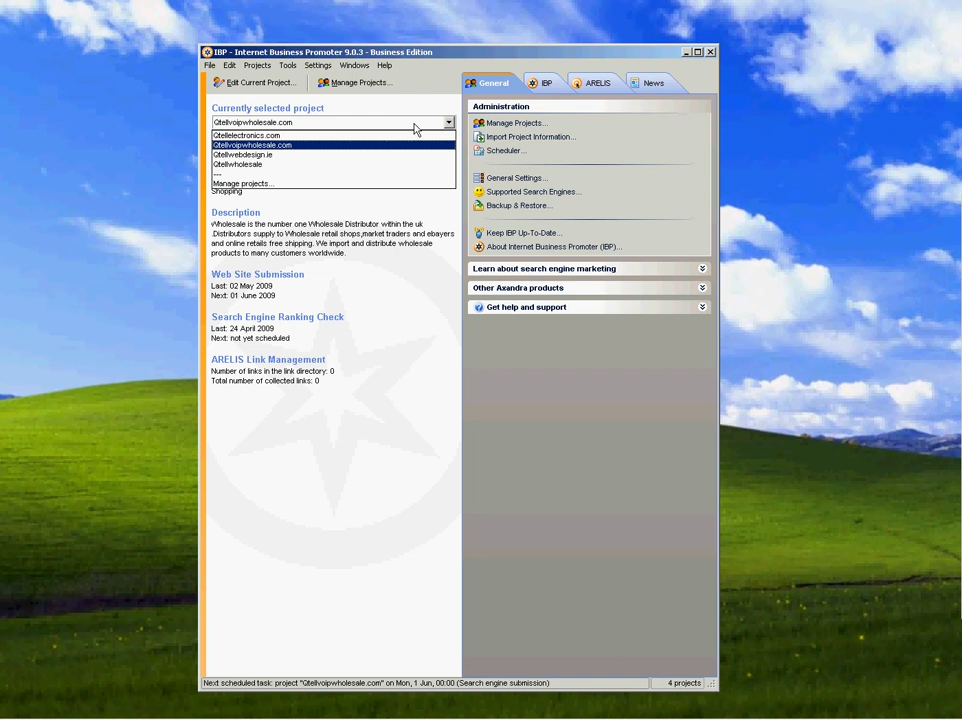 IBP - Internet Business Promoter 9.0.3 - Business Edition
File Edit Projects Tools Settings Windows Help
Edit Current Project... Manage Projects...
General IBP ARELIS News
Currently selected project
Qtellvoipwholesale.com
Qtellelectronics.com
Qtellvoipwholesale.com
Qtellwebdesign.ie
Qtellwholesale
---
Manage projects...
Shopping
Description
Wholesale is the number one Wholesale Distributor within the uk
.Distributors supply to Wholesale retail shops,market traders and ebayers
and online retails free shipping. We import and distribute wholesale
products to many customers worldwide.
Web Site Submission
Last: 02 May 2009
Next: 01 June 2009
Search Engine Ranking Check
Last: 24 April 2009
Next: not yet scheduled
ARELIS Link Management
Number of links in the link directory: 0
Total number of collected links: 0
Administration
Manage Projects...
Import Project Information...
Scheduler...
General Settings...
Supported Search Engines...
Backup & Restore...
Keep IBP Up-To-Date...
About Internet Business Promoter (IBP)...
Learn about search engine marketing
Other Axandra products
Get help and support
Next scheduled task: project "Qtellvoipwholesale.com" on Mon, 1 Jun, 00:00 (Search engine submission)
4 projects